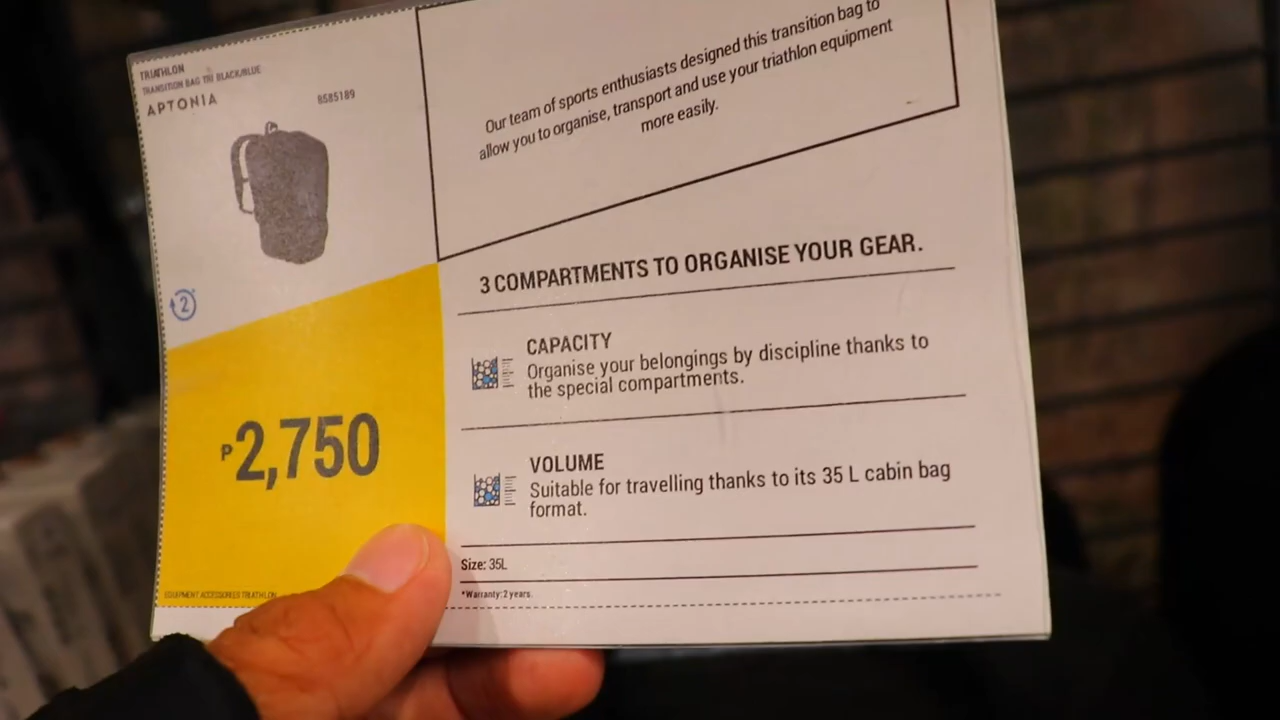 TRIATHLON
TRANSITION BAG TRI BLACK/BLUE
APTONIA
8585189
2
₱2,750
EQUIPMENT ACCESSOIRES TRIATHLON
Our team of sports enthusiasts designed this transition bag to
allow you to organise, transport and use your triathlon equipment
more easily.
3 COMPARTMENTS TO ORGANISE YOUR GEAR.
CAPACITY
Organise your belongings by discipline thanks to
the special compartments.
VOLUME
Suitable for travelling thanks to its 35 L cabin bag
format.
Size: 35L
*Warranty: 2 years.